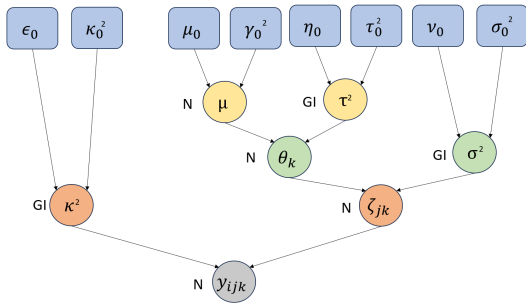 ϵ₀ κ₀² μ₀ γ₀² η₀ τ₀² ν₀ σ₀²
N μ GI τ²
N θₖ GI σ²
GI κ² N ζⱼₖ
N yᵢⱼₖ